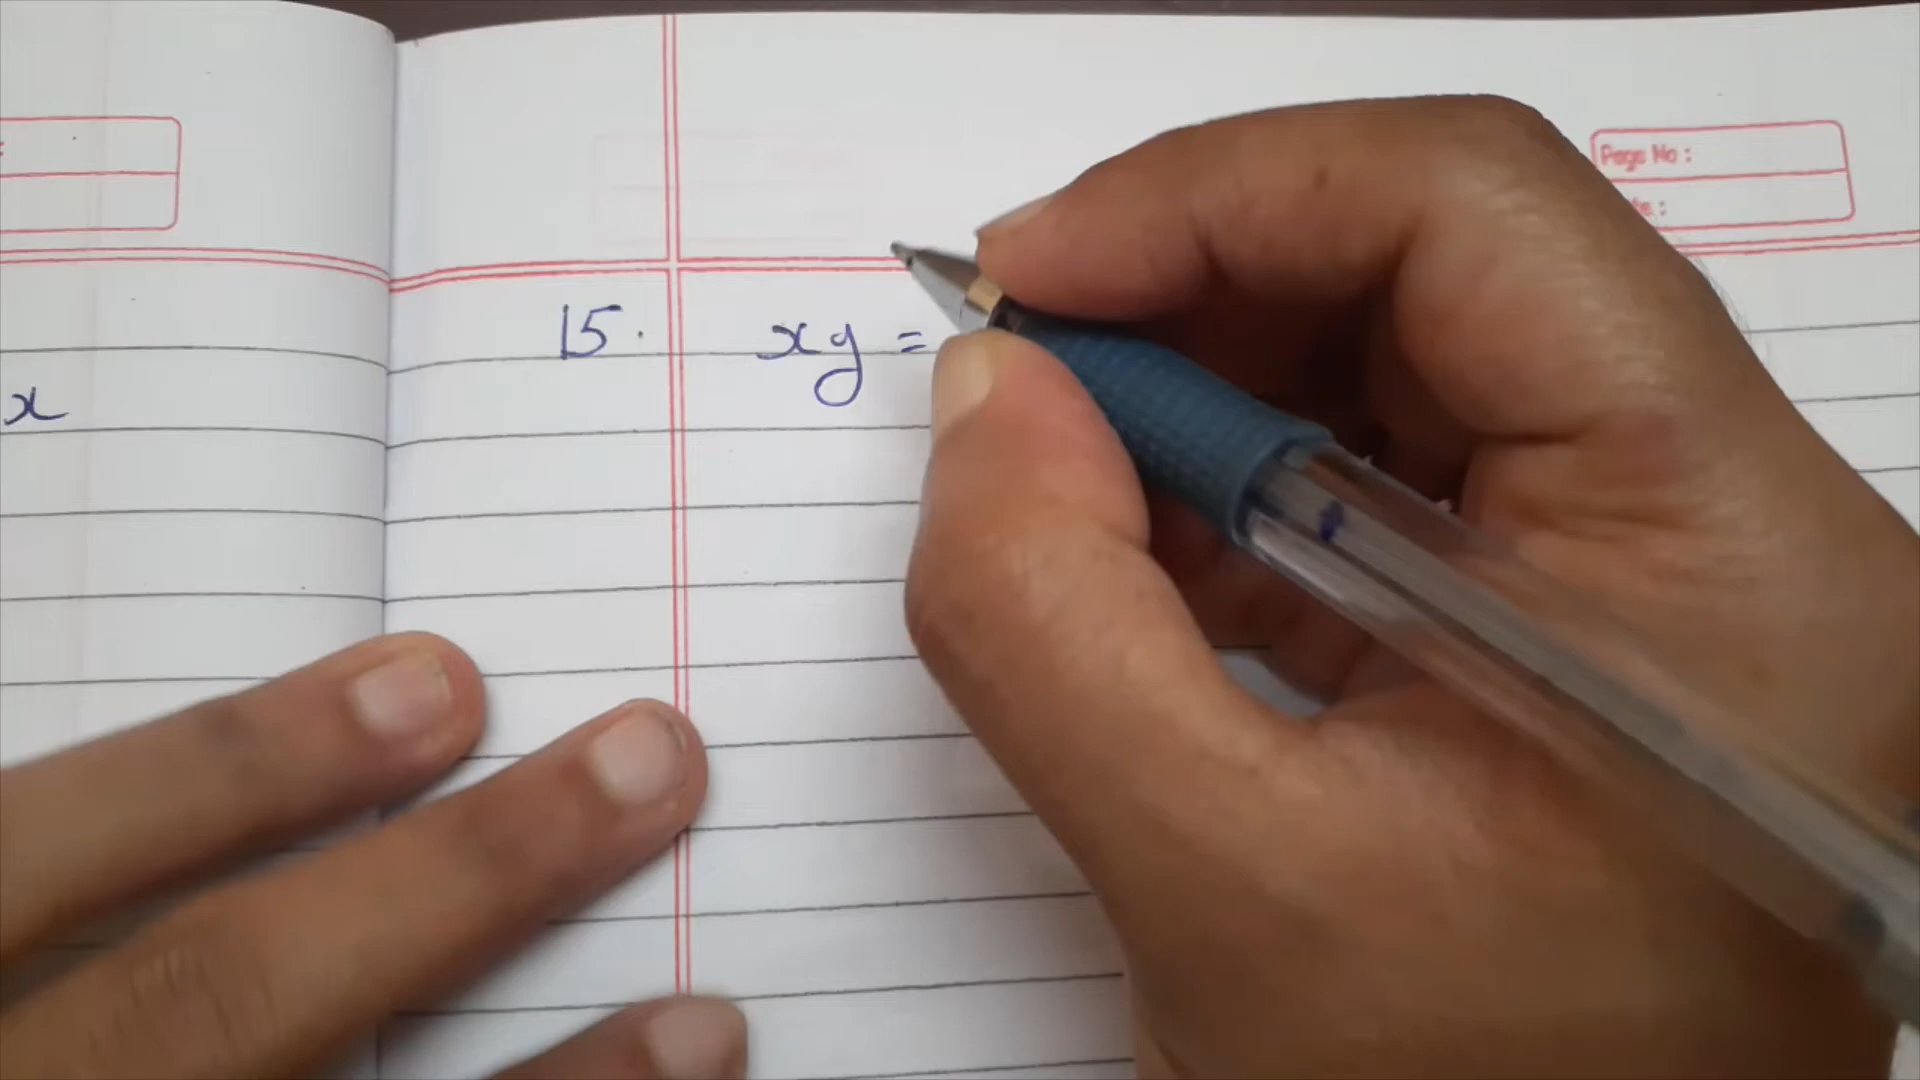 Page No :
15. xy =
x